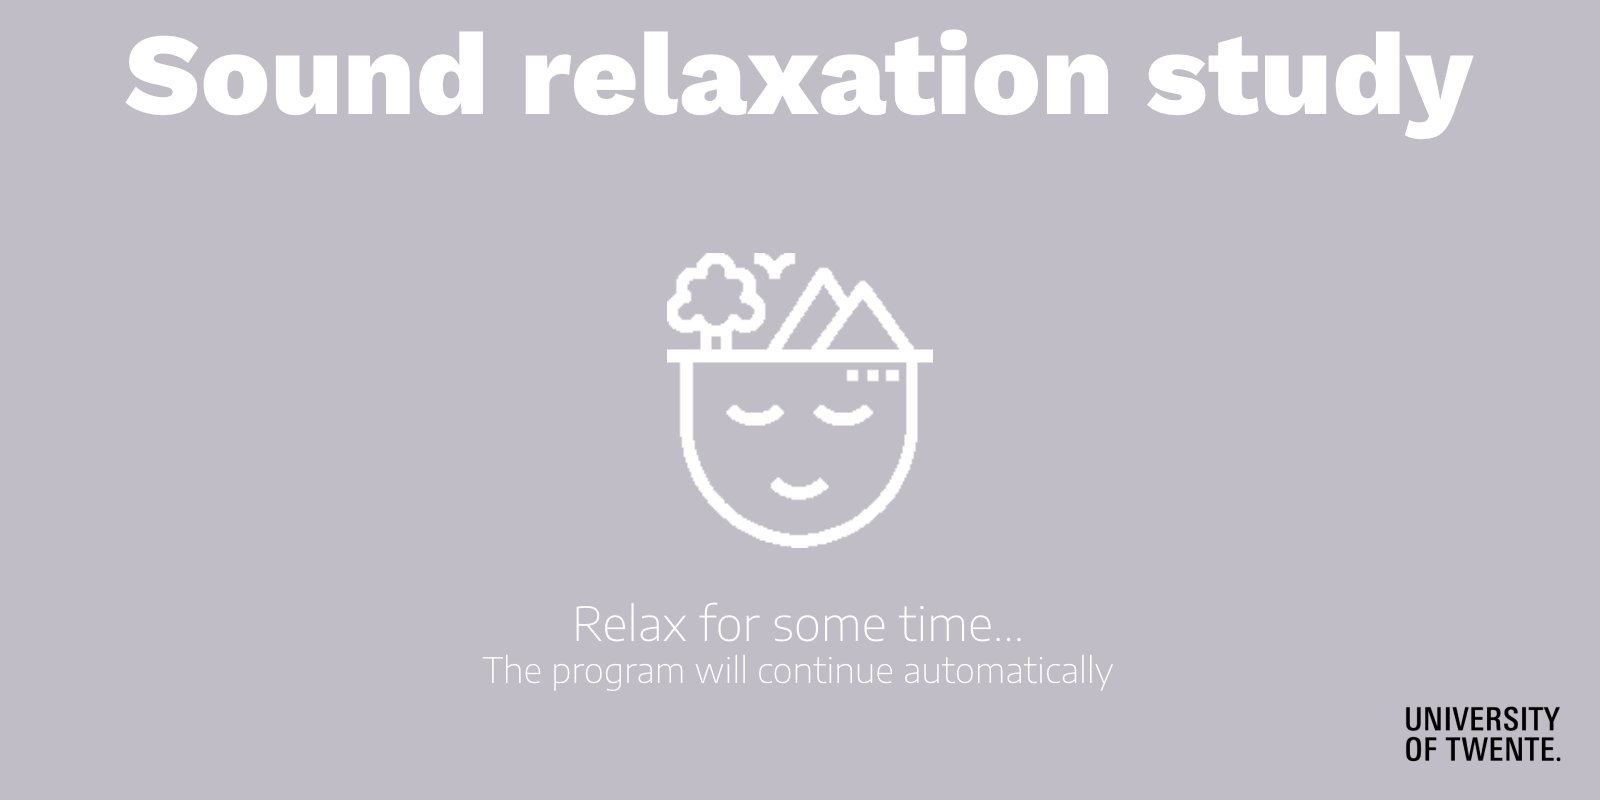 Sound relaxation study
Relax for some time...
The program will continue automatically
UNIVERSITY
OF TWENTE.